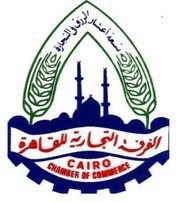 تسعة أعشار الرزق في التجارة
الغرفة التجارية للقاهرة
CAIRO
CHAMBER OF COMMERCE